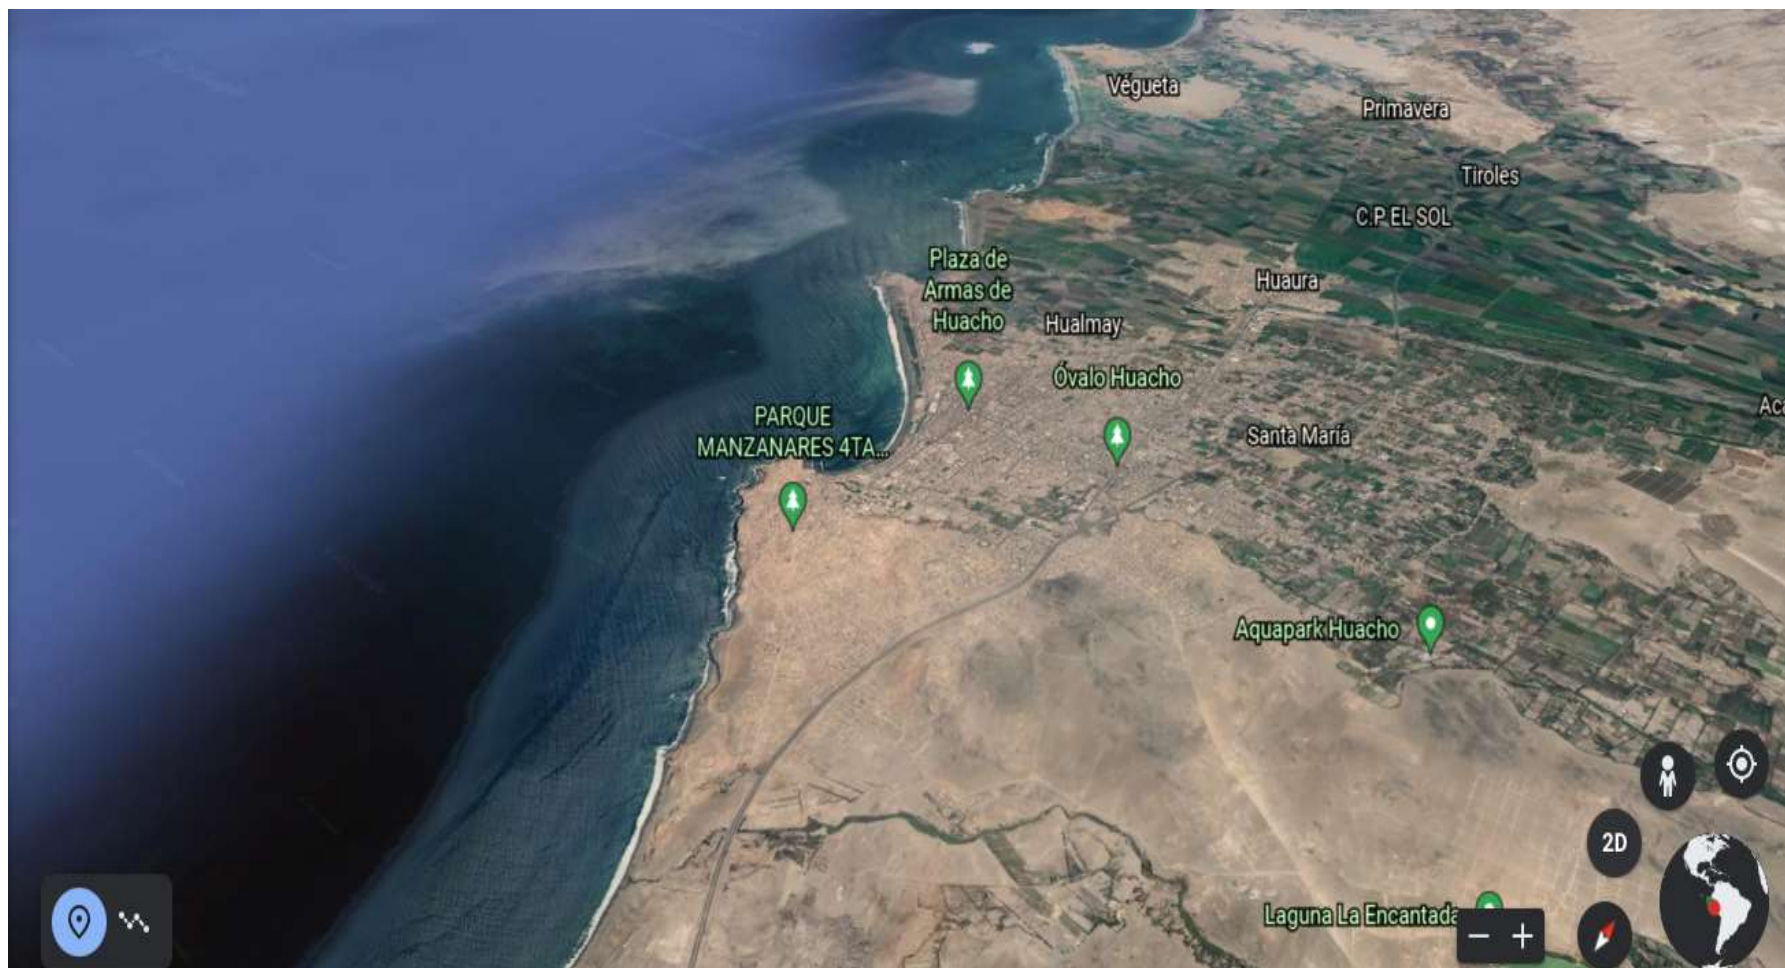 Végueta
Primavera
Tiroles
C.P EL SOL
Plaza de
Armas de
Huacho
Huaura
Hualmay
Óvalo Huacho
PARQUE
MANZANARES 4TA...
Santa María
Aca
Aquapark Huacho
2D
Laguna La Encantada
− +